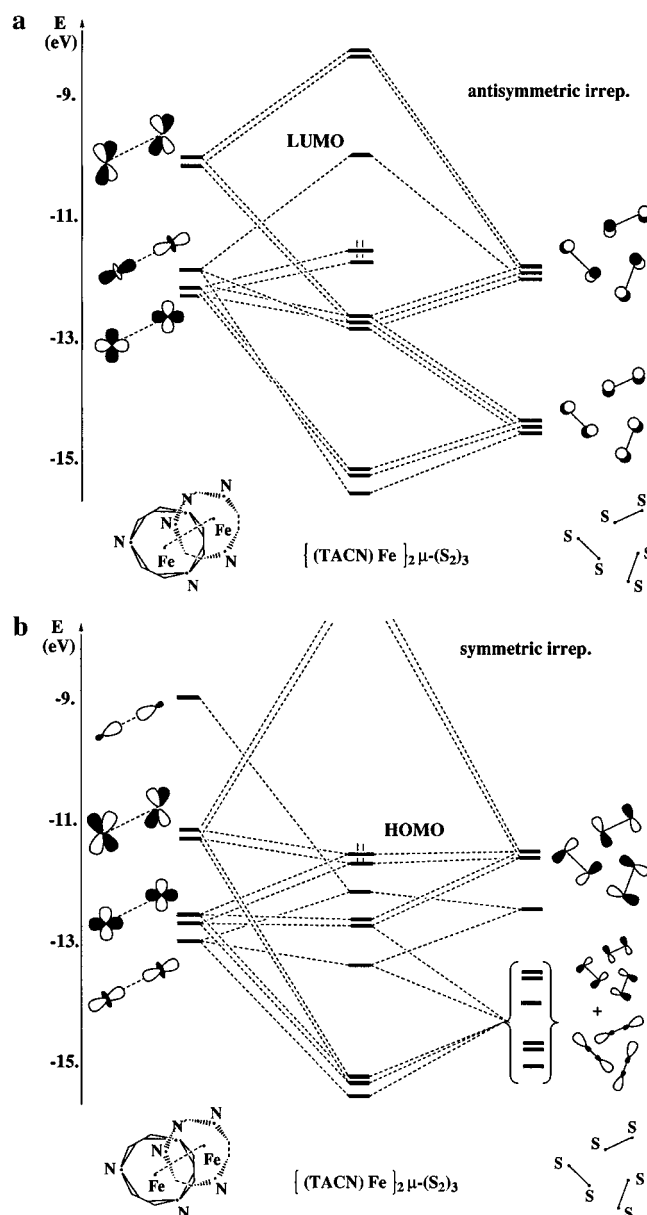 a
E
(eV)
-9.
antisymmetric irrep.
LUMO
-11.
-13.
-15.
N
N
N
N
N
N
Fe
Fe
{ (TACN) Fe }2 μ-(S2)3
S
S
S
S
S
S
b
E
(eV)
symmetric irrep.
-9.
-11.
HOMO
-13.
+
-15.
N
N
N
N
N
N
Fe
Fe
{ (TACN) Fe }2 μ-(S2)3
S
S
S
S
S
S